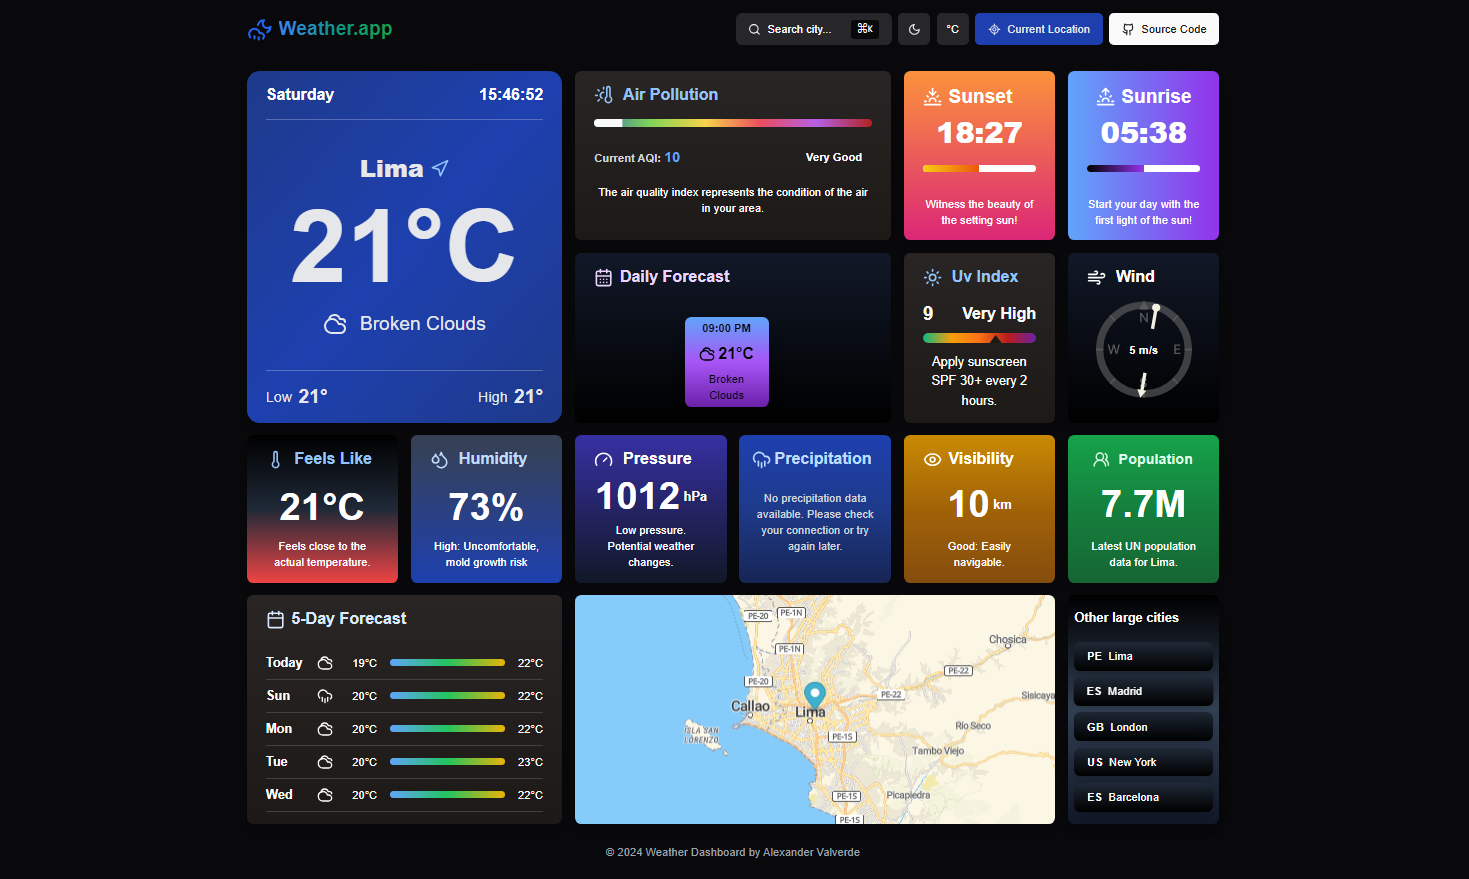 Weather.app
Search city... ⌘K
°C
Current Location
Source Code
Saturday 15:46:52
Lima
21°C
Broken Clouds
Low 21° High 21°
Air Pollution
Current AQI: 10 Very Good
The air quality index represents the condition of the air
in your area.
Sunset
18:27
Witness the beauty of
the setting sun!
Sunrise
05:38
Start your day with the
first light of the sun!
Daily Forecast
09:00 PM
21°C
Broken
Clouds
Uv Index
9 Very High
Apply sunscreen
SPF 30+ every 2
hours.
Wind
N
W 5 m/s E
Feels Like
21°C
Feels close to the
actual temperature.
Humidity
73%
High: Uncomfortable,
mold growth risk
Pressure
1012 hPa
Low pressure.
Potential weather
changes.
Precipitation
No precipitation data
available. Please check
your connection or try
again later.
Visibility
10 km
Good: Easily
navigable.
Population
7.7M
Latest UN population
data for Lima.
5-Day Forecast
Today 19°C 22°C
Sun 20°C 22°C
Mon 20°C 22°C
Tue 20°C 23°C
Wed 20°C 22°C
PE-20 PE-1N
Chosica
PE-1N
PE-22
PE-20
PE-22
Sisicaya
Callao
Lima
Río Seco
ISLA SAN
LORENZO
PE-1S
Tambo Viejo
PE-1S
Picapiedra
PE-1S
Other large cities
PE Lima
ES Madrid
GB London
US New York
ES Barcelona
© 2024 Weather Dashboard by Alexander Valverde